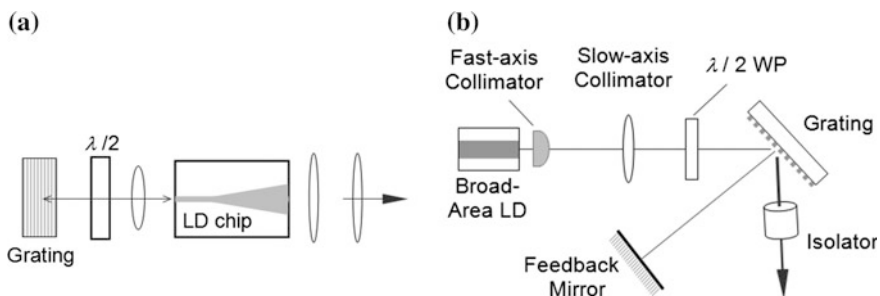 (a)
λ/2
LD chip
Grating
(b)
Fast-axis
Collimator
Slow-axis
Collimator
λ / 2 WP
Grating
Broad-
Area LD
Isolator
Feedback
Mirror